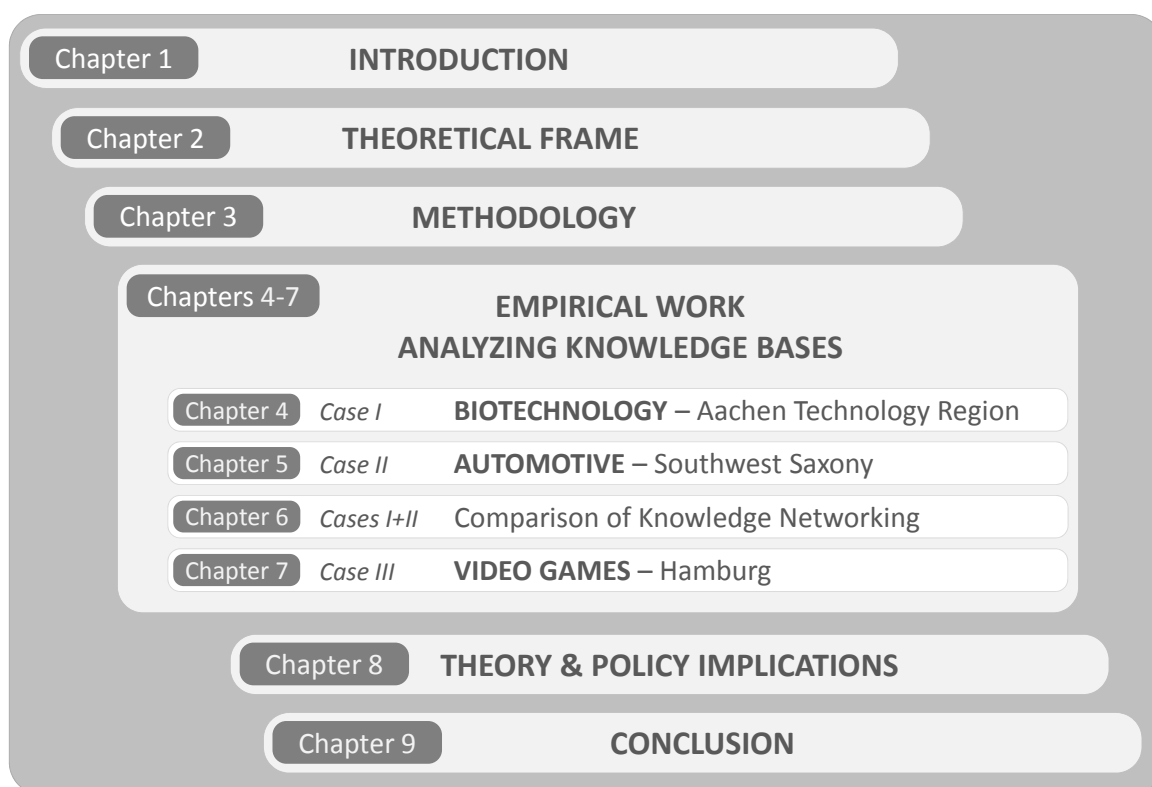 Chapter 1 INTRODUCTION
Chapter 2 THEORETICAL FRAME
Chapter 3 METHODOLOGY
Chapters 4-7 EMPIRICAL WORK
ANALYZING KNOWLEDGE BASES
Chapter 4 Case I BIOTECHNOLOGY – Aachen Technology Region
Chapter 5 Case II AUTOMOTIVE – Southwest Saxony
Chapter 6 Cases I+II Comparison of Knowledge Networking
Chapter 7 Case III VIDEO GAMES – Hamburg
Chapter 8 THEORY & POLICY IMPLICATIONS
Chapter 9 CONCLUSION